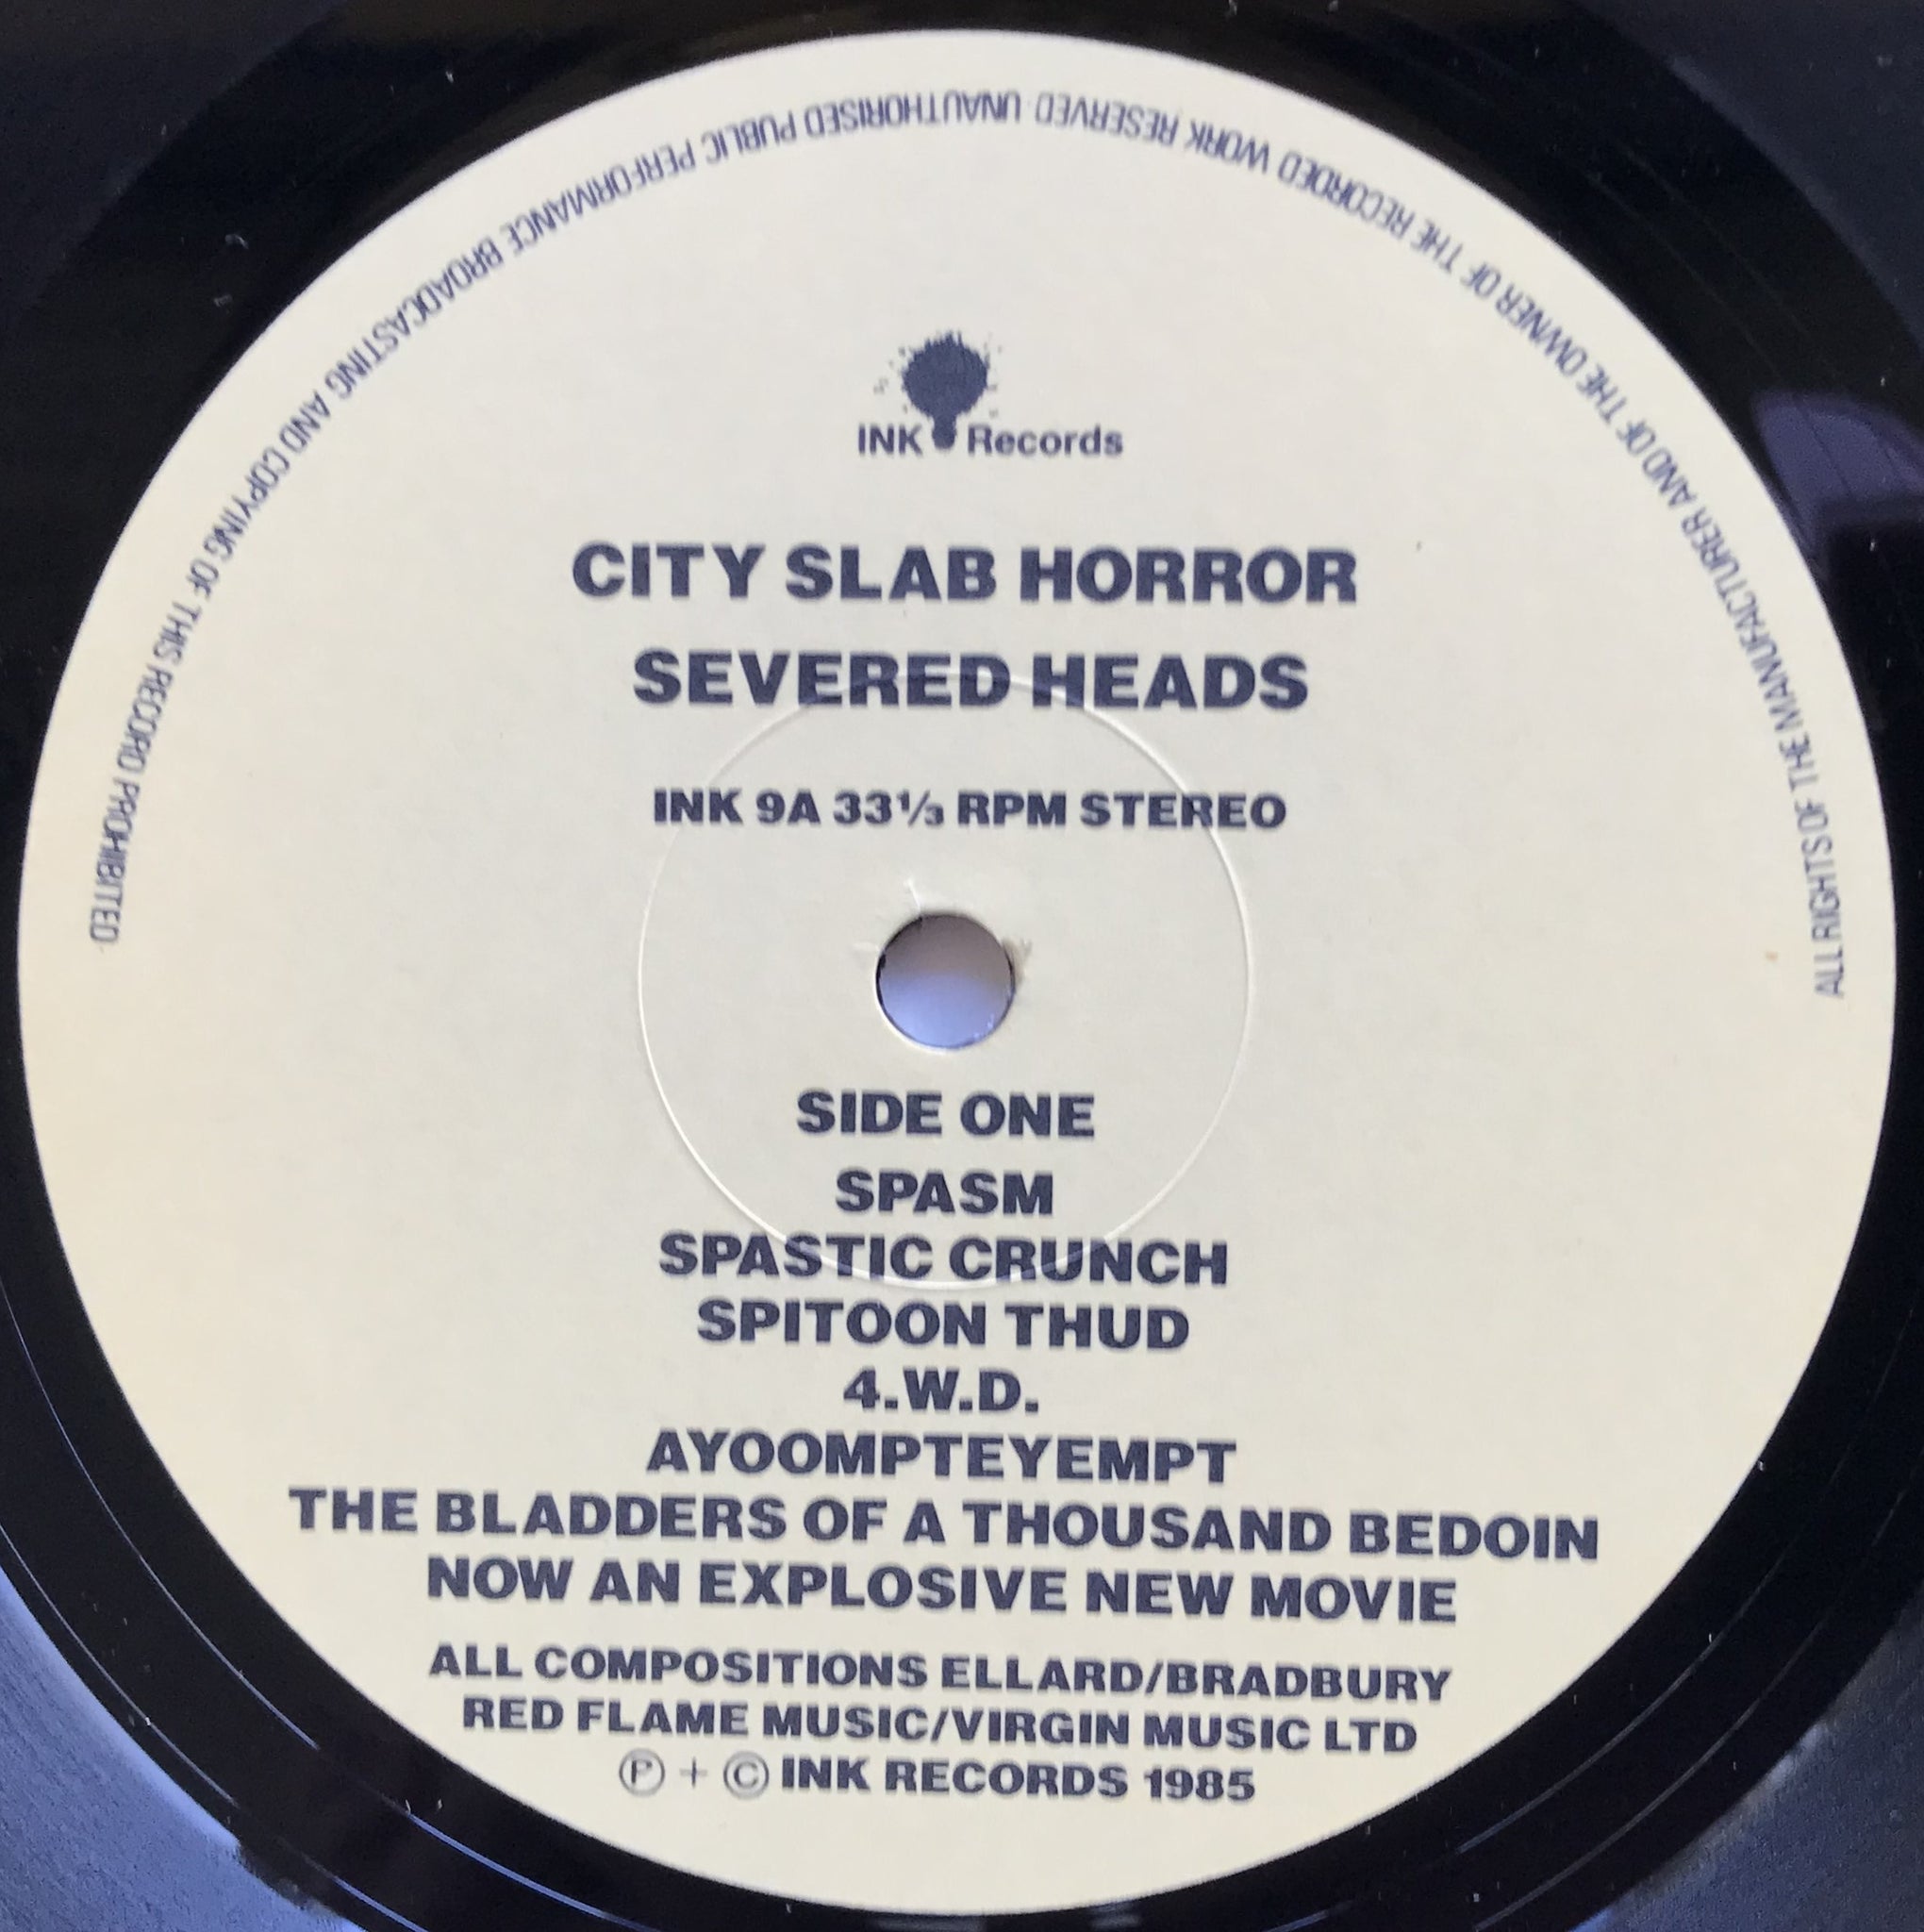 ALL RIGHTS OF THE MANUFACTURER AND OF THE OWNER OF THE RECORDED WORK RESERVED UNAUTHORISED PUBLIC PERFORMANCE BROADCASTING AND COPYING OF THIS RECORD PROHIBITED
INK Records
CITY SLAB HORROR
SEVERED HEADS
INK 9A 33⅓ RPM STEREO
SIDE ONE
SPASM
SPASTIC CRUNCH
SPITOON THUD
4.W.D.
AYOOMPTEYEMPT
THE BLADDERS OF A THOUSAND BEDOIN
NOW AN EXPLOSIVE NEW MOVIE
ALL COMPOSITIONS ELLARD/BRADBURY
RED FLAME MUSIC/VIRGIN MUSIC LTD
Ⓟ + © INK RECORDS 1985